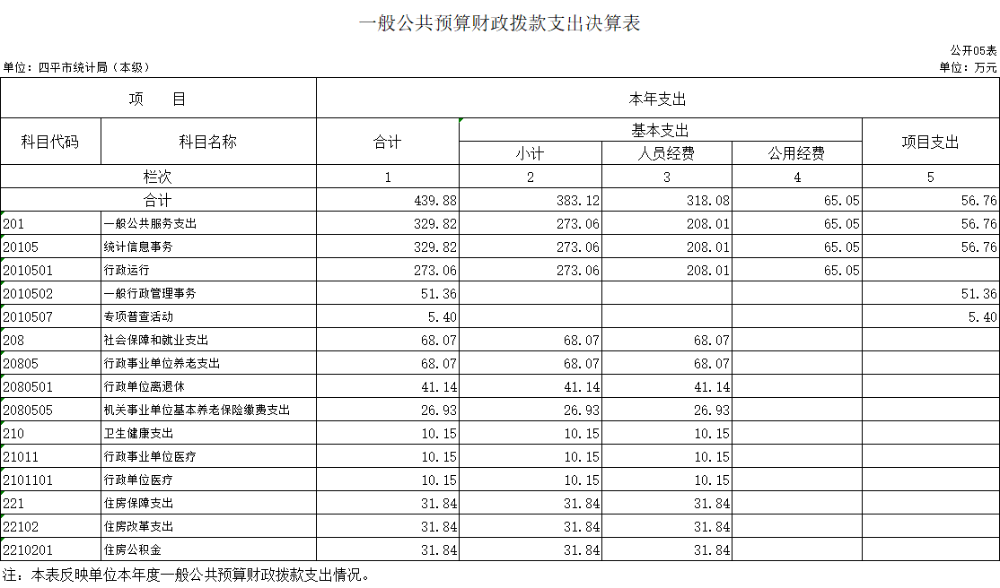 一般公共预算财政拨款支出决算表
公开05表
单位：四平市统计局（本级） 单位：万元
项 目 本年支出
科目代码 科目名称 合计 基本支出 项目支出
小计 人员经费 公用经费
栏次 1 2 3 4 5
合计 439.88 383.12 318.08 65.05 56.76
201 一般公共服务支出 329.82 273.06 208.01 65.05 56.76
20105 统计信息事务 329.82 273.06 208.01 65.05 56.76
2010501 行政运行 273.06 273.06 208.01 65.05
2010502 一般行政管理事务 51.36 51.36
2010507 专项普查活动 5.40 5.40
208 社会保障和就业支出 68.07 68.07 68.07
20805 行政事业单位养老支出 68.07 68.07 68.07
2080501 行政单位离退休 41.14 41.14 41.14
2080505 机关事业单位基本养老保险缴费支出 26.93 26.93 26.93
210 卫生健康支出 10.15 10.15 10.15
21011 行政事业单位医疗 10.15 10.15 10.15
2101101 行政单位医疗 10.15 10.15 10.15
221 住房保障支出 31.84 31.84 31.84
22102 住房改革支出 31.84 31.84 31.84
2210201 住房公积金 31.84 31.84 31.84
注：本表反映单位本年度一般公共预算财政拨款支出情况。